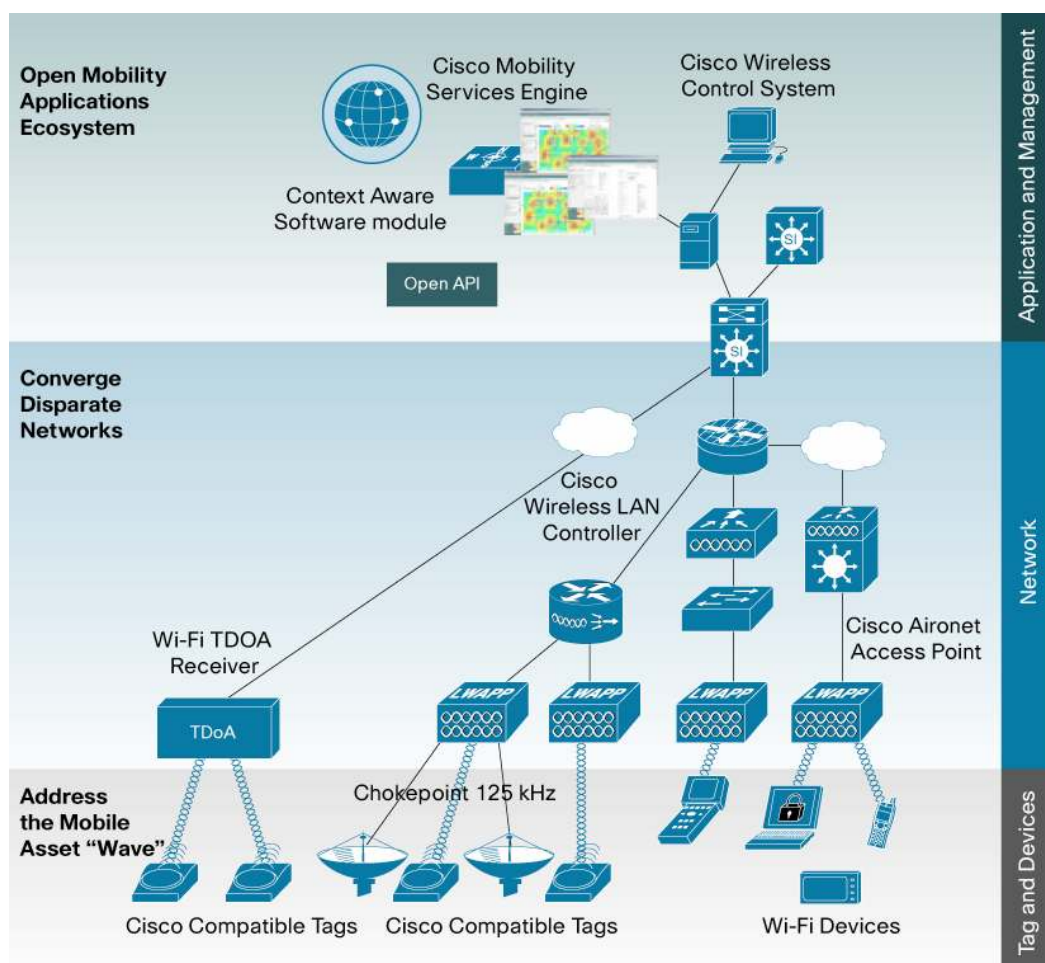 Open Mobility
Applications
Ecosystem
Cisco Mobility
Services Engine
Cisco Wireless
Control System
Context Aware
Software module
Open API
SI
SI
Application and Management
Converge
Disparate
Networks
Cisco
Wireless LAN
Controller
Wi-Fi TDOA
Receiver
Cisco Aironet
Access Point
TDoA
LWAPP
LWAPP
LWAPP
LWAPP
Network
Address
the Mobile
Asset “Wave”
Chokepoint 125 kHz
Cisco Compatible Tags
Cisco Compatible Tags
Wi-Fi Devices
Tag and Devices